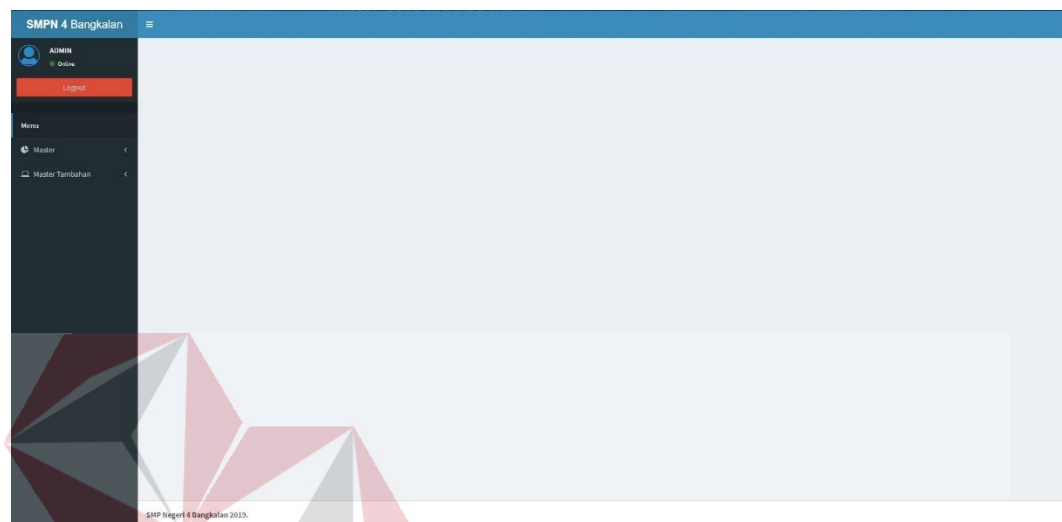 SMPN 4 Bangkalan
ADMIN
Online
Logout
Menu
Master
Master Tambahan
SMP Negeri 4 Bangkalan 2019.